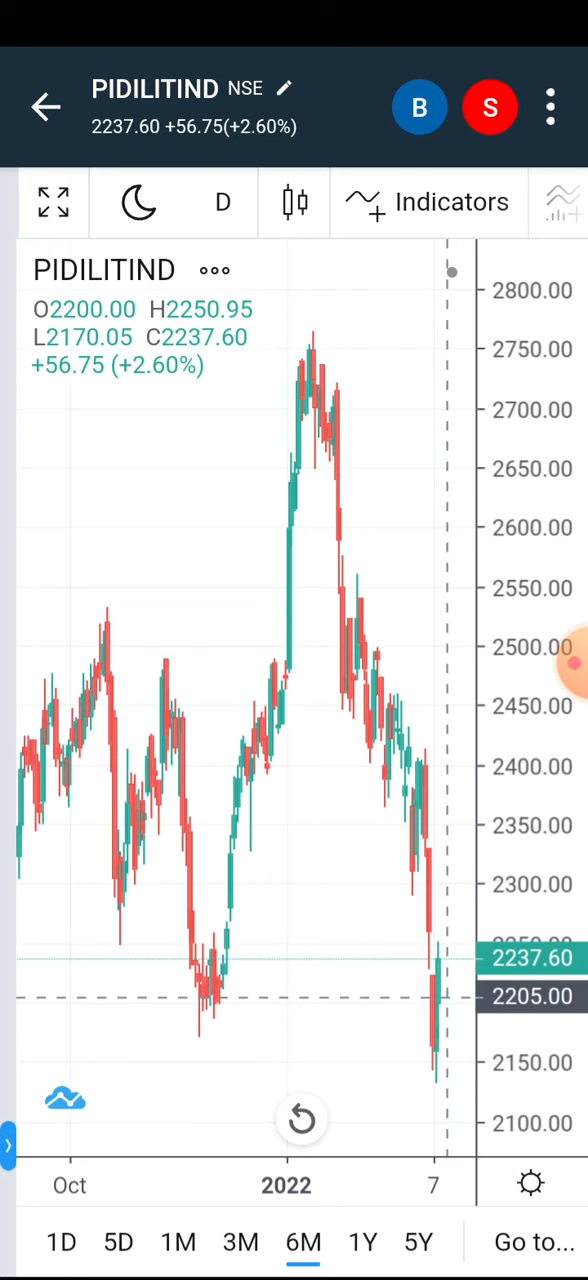 PIDILITIND NSE
B
S
2237.60 +56.75(+2.60%)
D
Indicators
PIDILITIND
O2200.00 H2250.95
L2170.05 C2237.60
+56.75 (+2.60%)
2800.00
2750.00
2700.00
2650.00
2600.00
2550.00
2500.00
2450.00
2400.00
2350.00
2300.00
2237.60
2205.00
2150.00
2100.00
Oct 2022 7
1D 5D 1M 3M 6M 1Y 5Y Go to...